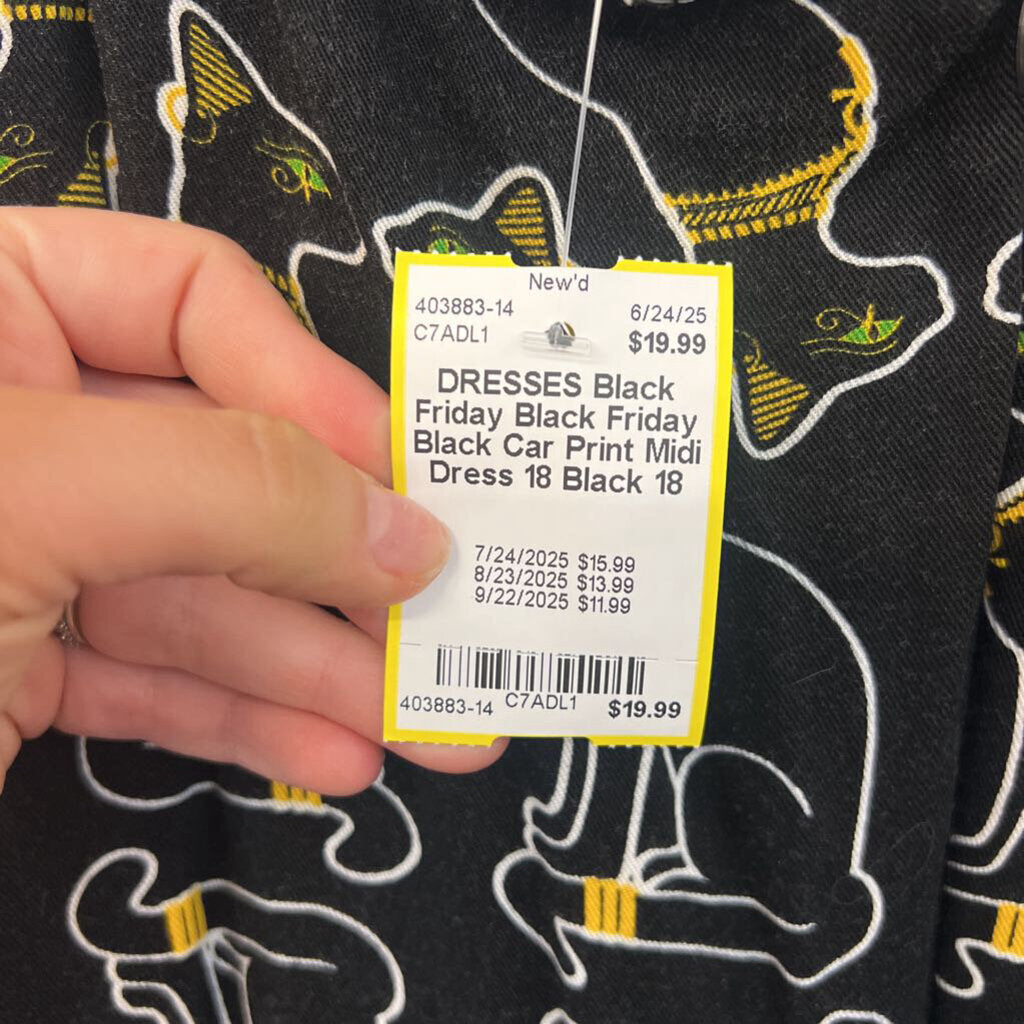 New'd
403883-14 6/24/25
C7ADL1 $19.99
DRESSES Black
Friday Black Friday
Black Car Print Midi
Dress 18 Black 18
7/24/2025 $15.99
8/23/2025 $13.99
9/22/2025 $11.99
403883-14 C7ADL1 $19.99